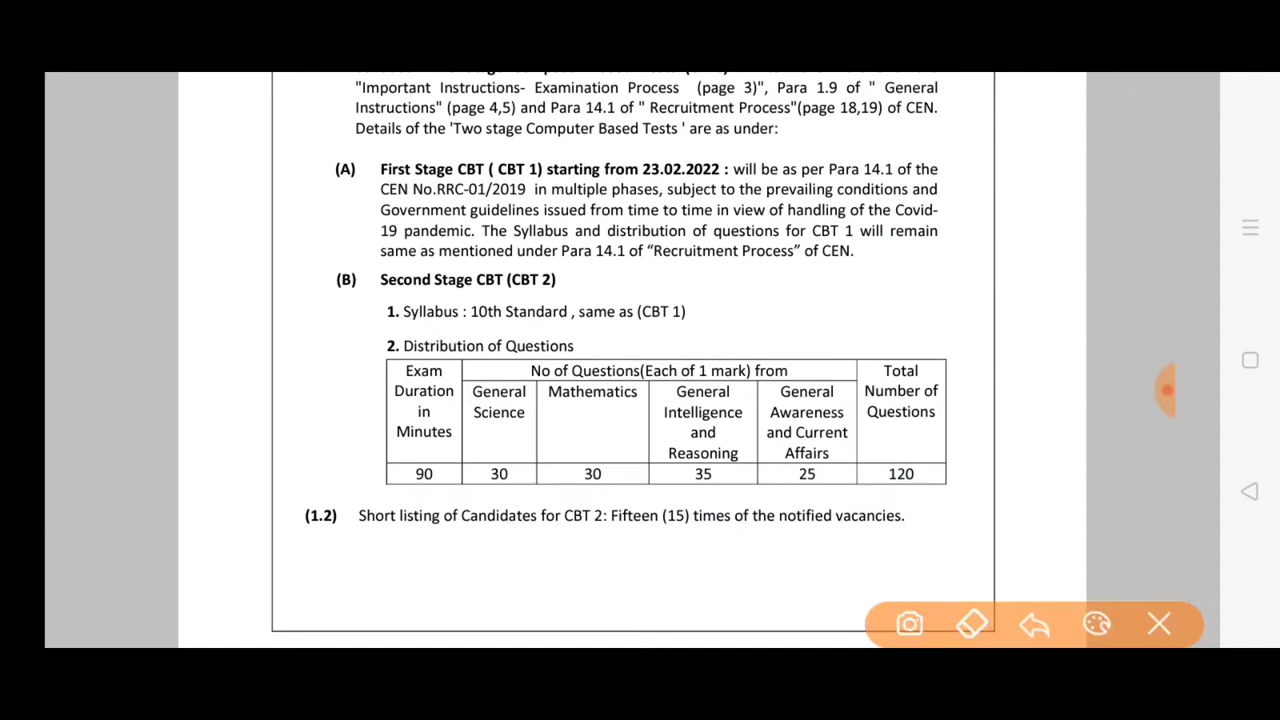 "Important Instructions- Examination Process (page 3)", Para 1.9 of " General
Instructions" (page 4,5) and Para 14.1 of " Recruitment Process"(page 18,19) of CEN.
Details of the 'Two stage Computer Based Tests ' are as under:
(A) First Stage CBT ( CBT 1) starting from 23.02.2022 : will be as per Para 14.1 of the
CEN No.RRC-01/2019 in multiple phases, subject to the prevailing conditions and
Government guidelines issued from time to time in view of handling of the Covid-
19 pandemic. The Syllabus and distribution of questions for CBT 1 will remain
same as mentioned under Para 14.1 of “Recruitment Process” of CEN.
(B) Second Stage CBT (CBT 2)
1. Syllabus : 10th Standard , same as (CBT 1)
2. Distribution of Questions
Exam No of Questions(Each of 1 mark) from Total
Duration General Mathematics General General Number of
in Science Intelligence Awareness Questions
Minutes and and Current
Reasoning Affairs
90 30 30 35 25 120
(1.2) Short listing of Candidates for CBT 2: Fifteen (15) times of the notified vacancies.